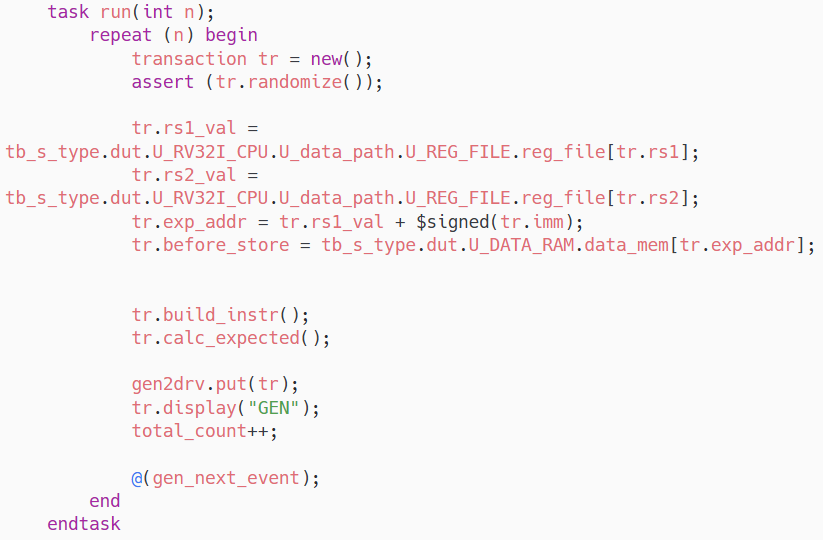 task run(int n);
repeat (n) begin
transaction tr = new();
assert (tr.randomize());
tr.rs1_val =
tb_s_type.dut.U_RV32I_CPU.U_data_path.U_REG_FILE.reg_file[tr.rs1];
tr.rs2_val =
tb_s_type.dut.U_RV32I_CPU.U_data_path.U_REG_FILE.reg_file[tr.rs2];
tr.exp_addr = tr.rs1_val + $signed(tr.imm);
tr.before_store = tb_s_type.dut.U_DATA_RAM.data_mem[tr.exp_addr];
tr.build_instr();
tr.calc_expected();
gen2drv.put(tr);
tr.display("GEN");
total_count++;
@(gen_next_event);
end
endtask